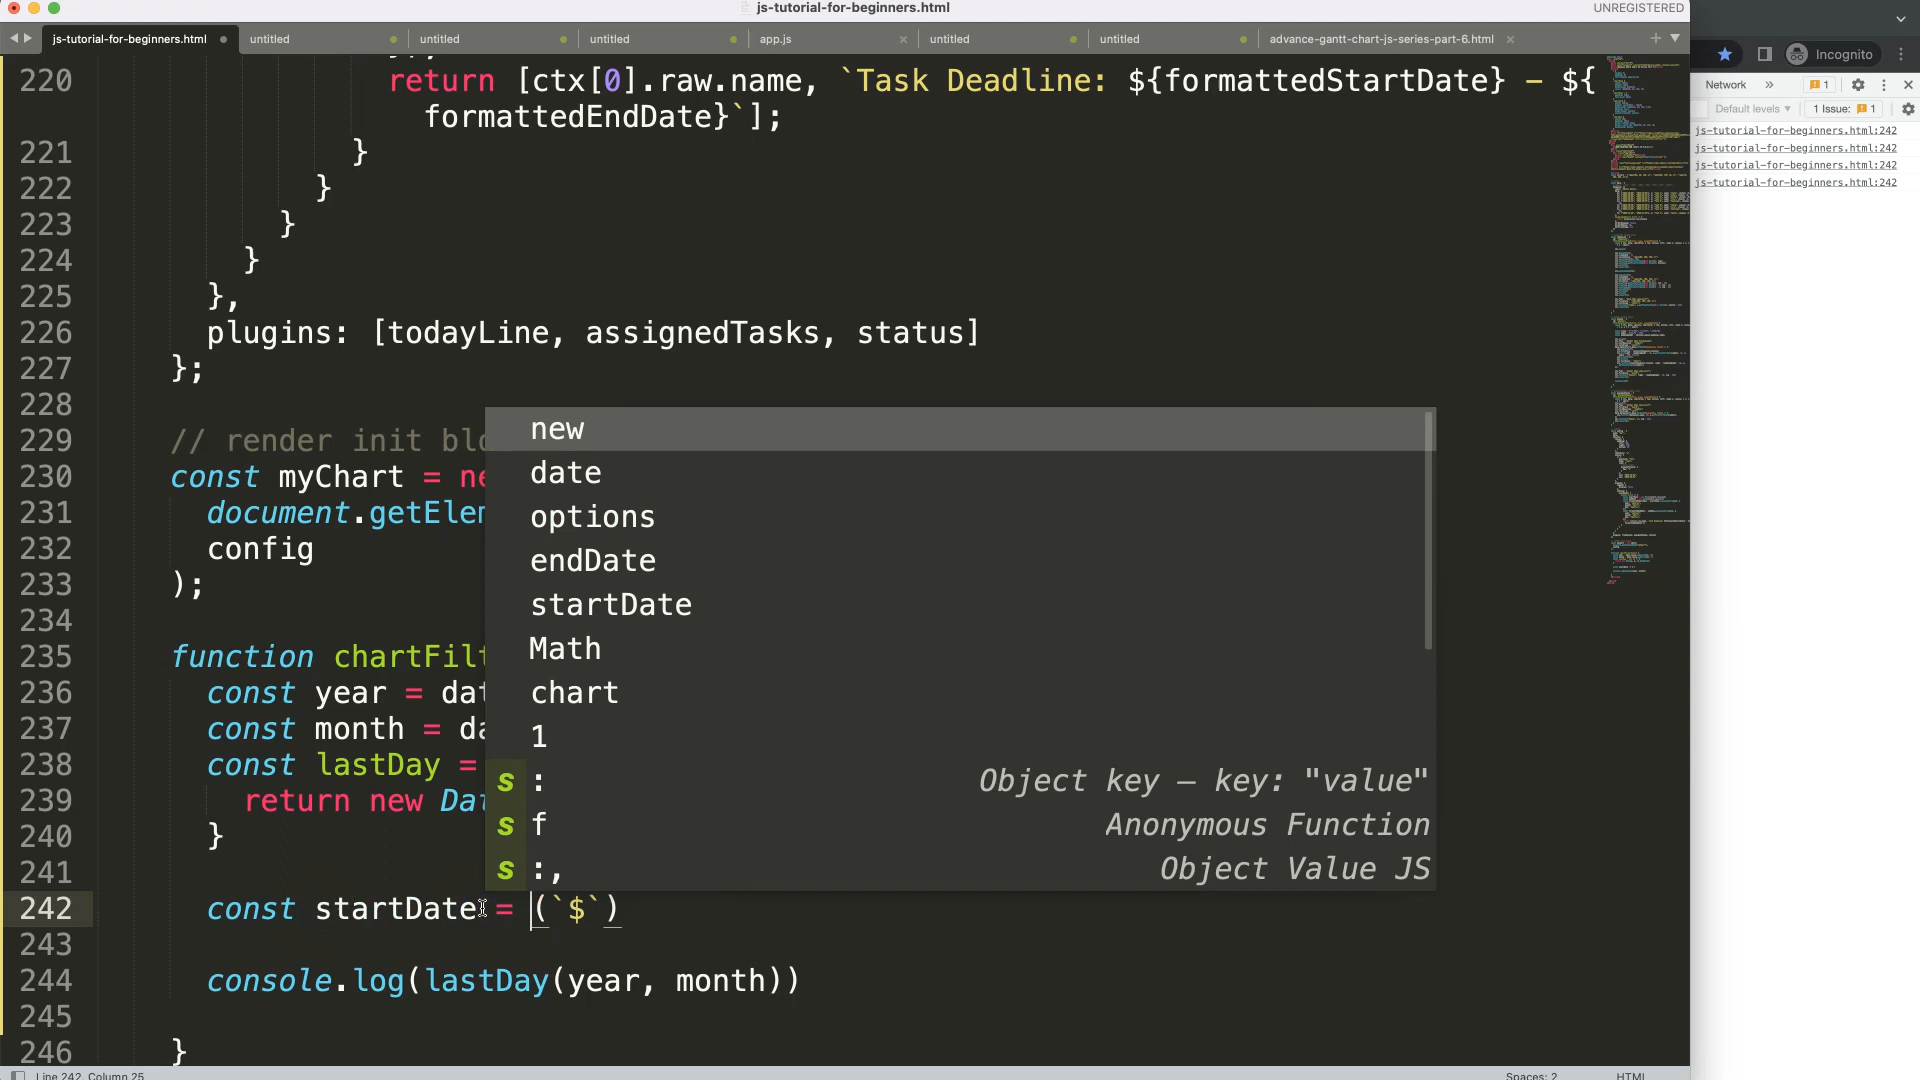 js-tutorial-for-beginners.html
UNREGISTERED
js-tutorial-for-beginners.html
untitled
untitled
untitled
app.js
untitled
untitled
advance-gantt-chart-js-series-part-6.html
Incognito
Network » 1
Default levels ▾ 1 Issue: 1
js-tutorial-for-beginners.html:242
js-tutorial-for-beginners.html:242
js-tutorial-for-beginners.html:242
js-tutorial-for-beginners.html:242
220 return [ctx[0].raw.name, `Task Deadline: ${formattedStartDate} - ${
formattedEndDate}`];
221 }
222 }
223 }
224 }
225 },
226 plugins: [todayLine, assignedTasks, status]
227 };
228
229 // render init blo
230 const myChart = ne
231 document.getElem
232 config
233 );
234
235 function chartFilt
236 const year = dat
237 const month = da
238 const lastDay =
239 return new Dat
240 }
241
242 const startDate = (`$`)
243
244 console.log(lastDay(year, month))
245
246 }
new
date
options
endDate
startDate
Math
chart
1
s : Object key – key: "value"
s f Anonymous Function
s :, Object Value JS
Line 242, Column 25
Spaces: 2
HTML